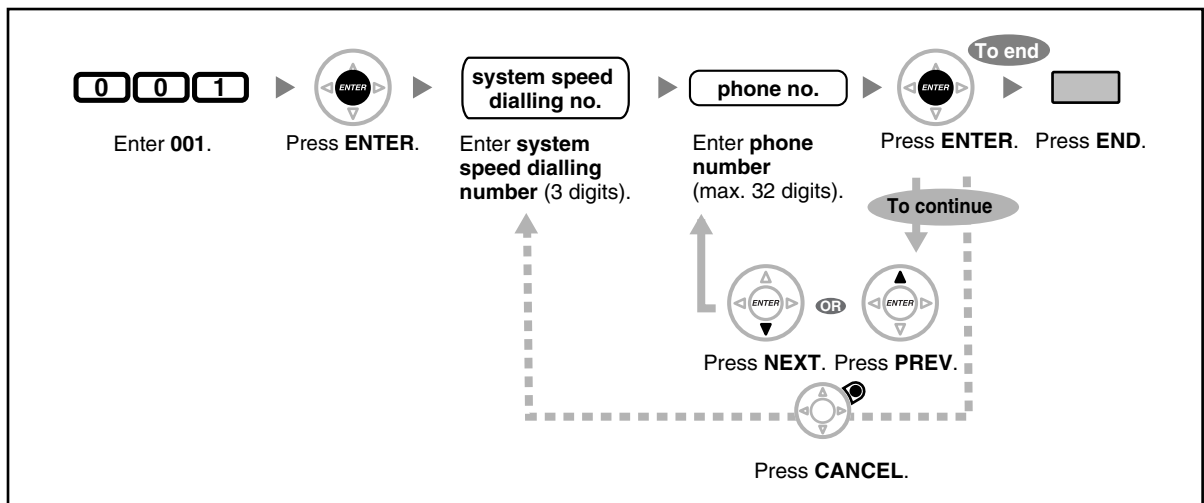 To end
0 0 1
ENTER
system speed
dialling no.
phone no.
ENTER
Enter 001.
Press ENTER.
Enter system
speed dialling
number (3 digits).
Enter phone
number
(max. 32 digits).
Press ENTER.
Press END.
To continue
ENTER
OR
ENTER
Press NEXT.
Press PREV.
Press CANCEL.